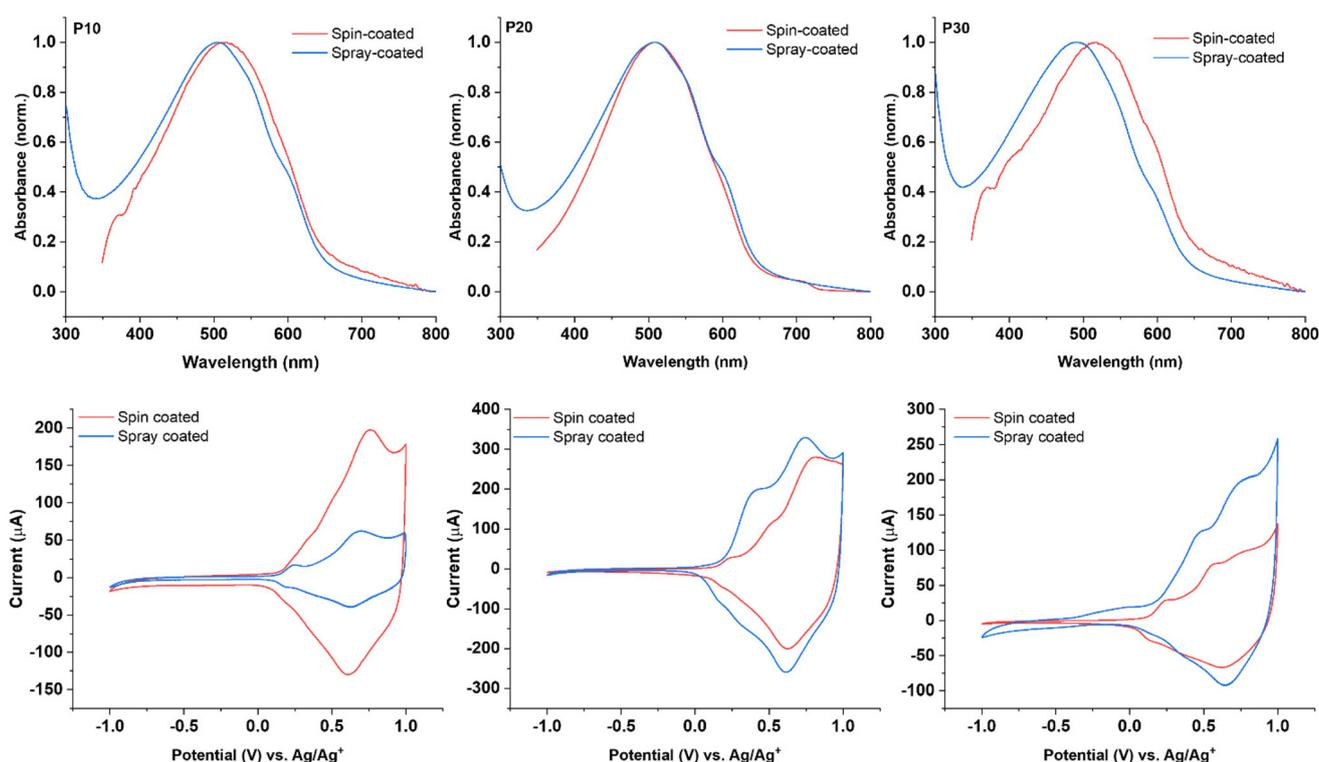 P10
Spin-coated
Spray-coated
1.0
0.8
0.6
0.4
0.2
0.0
Absorbance (norm.)
300 400 500 600 700 800
Wavelength (nm)
P20
Spin-coated
Spray-coated
1.0
0.8
0.6
0.4
0.2
0.0
Absorbance (norm.)
300 400 500 600 700 800
Wavelength (nm)
P30
Spin-coated
Spray-coated
1.0
0.8
0.6
0.4
0.2
0.0
Absorbance (norm.)
300 400 500 600 700 800
Wavelength (nm)
Spin coated
Spray coated
200
150
100
50
0
-50
-100
-150
Current (μA)
-1.0 -0.5 0.0 0.5 1.0
Potential (V) vs. Ag/Ag⁺
Spin coated
Spray coated
400
300
200
100
0
-100
-200
-300
Current (μA)
-1.0 -0.5 0.0 0.5 1.0
Potential (V) vs. Ag/Ag⁺
Spin coated
Spray coated
300
250
200
150
100
50
0
-50
-100
Current (μA)
-1.0 -0.5 0.0 0.5 1.0
Potential (V) vs. Ag/Ag⁺